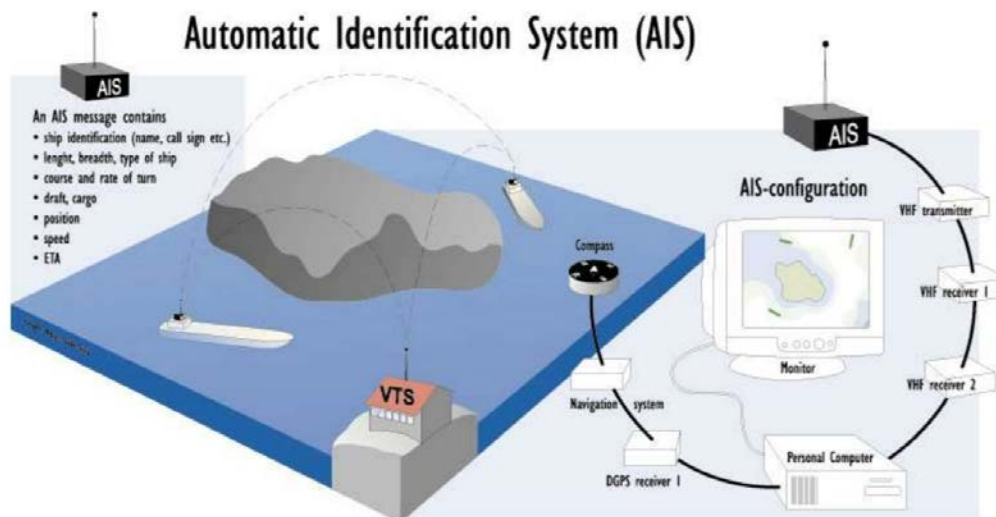 Automatic Identification System (AIS)
AIS
An AIS message contains
• ship identification (name, call sign etc.)
• lenght, breadth, type of ship
• course and rate of turn
• draft, cargo
• position
• speed
• ETA
VTS
AIS
AIS-configuration
VHF transmitter
Compass
VHF receiver 1
Monitor
VHF receiver 2
Navigation system
Personal Computer
DGPS receiver 1